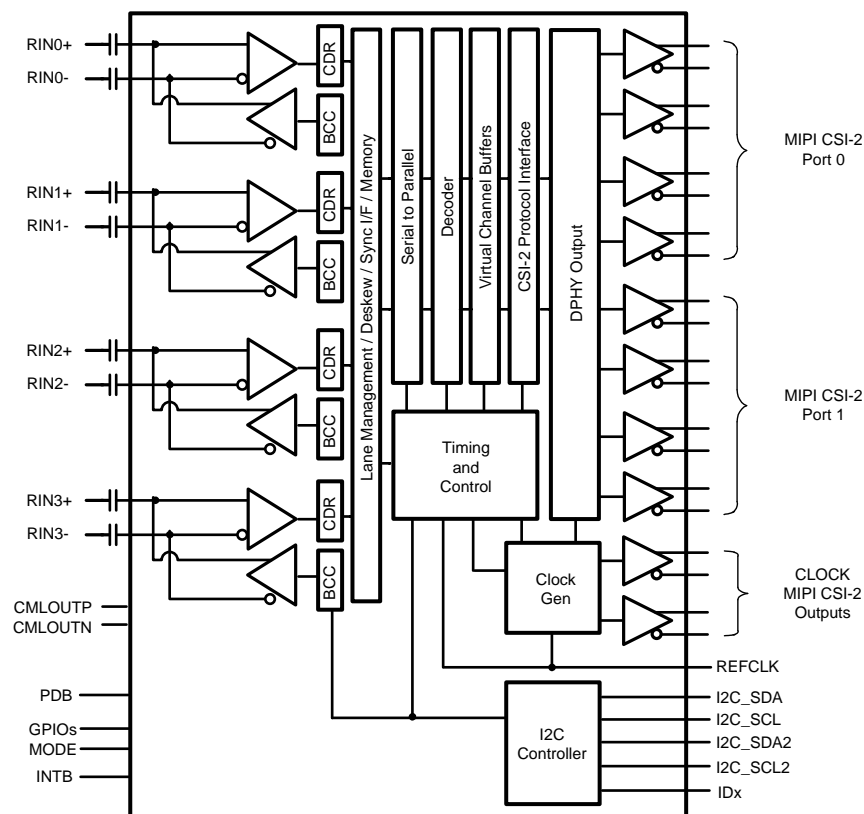 RIN0+
RIN0-
CDR
BCC
RIN1+
RIN1-
CDR
BCC
RIN2+
RIN2-
CDR
BCC
RIN3+
RIN3-
CDR
BCC
Lane Management / Deskew / Sync I/F / Memory
Serial to Parallel
Decoder
Virtual Channel Buffers
CSI-2 Protocol Interface
DPHY Output
Timing
and
Control
Clock
Gen
I2C
Controller
MIPI CSI-2
Port 0
MIPI CSI-2
Port 1
CLOCK
MIPI CSI-2
Outputs
CMLOUTP
CMLOUTN
PDB
GPIOs
MODE
INTB
REFCLK
I2C_SDA
I2C_SCL
I2C_SDA2
I2C_SCL2
IDx